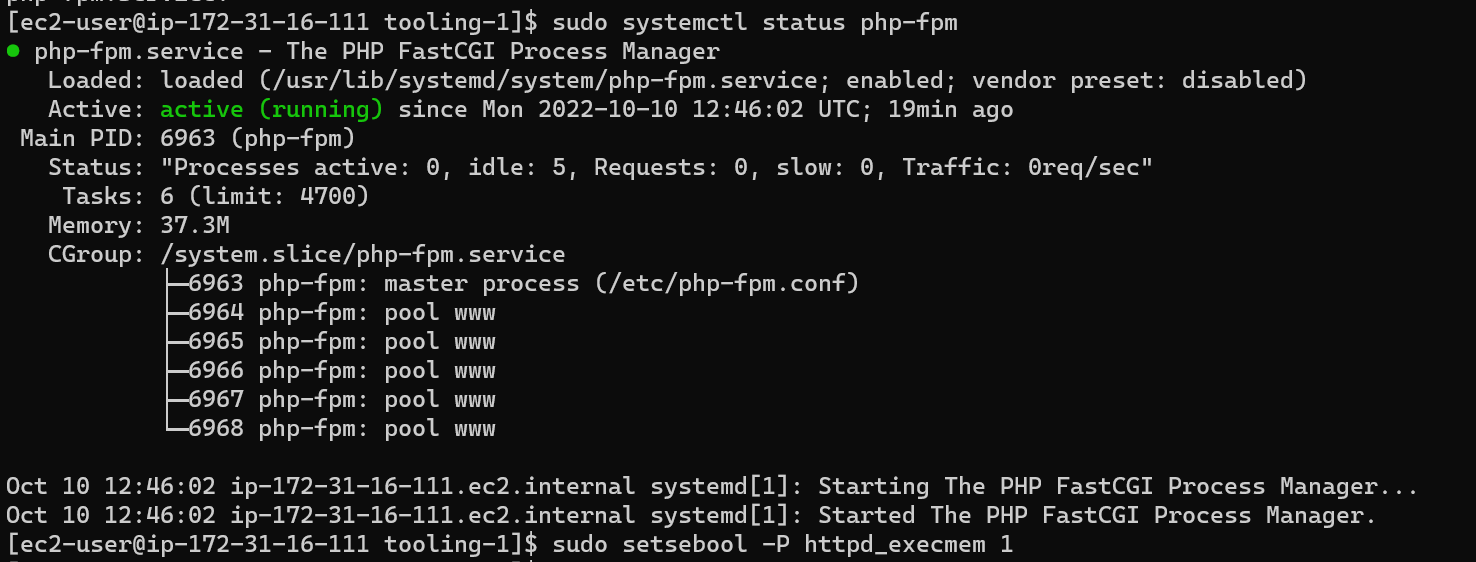 [ec2-user@ip-172-31-16-111 tooling-1]$ sudo systemctl status php-fpm
● php-fpm.service - The PHP FastCGI Process Manager
   Loaded: loaded (/usr/lib/systemd/system/php-fpm.service; enabled; vendor preset: disabled)
   Active: active (running) since Mon 2022-10-10 12:46:02 UTC; 19min ago
 Main PID: 6963 (php-fpm)
   Status: "Processes active: 0, idle: 5, Requests: 0, slow: 0, Traffic: 0req/sec"
    Tasks: 6 (limit: 4700)
   Memory: 37.3M
   CGroup: /system.slice/php-fpm.service
           ├─6963 php-fpm: master process (/etc/php-fpm.conf)
           ├─6964 php-fpm: pool www
           ├─6965 php-fpm: pool www
           ├─6966 php-fpm: pool www
           ├─6967 php-fpm: pool www
           └─6968 php-fpm: pool www
Oct 10 12:46:02 ip-172-31-16-111.ec2.internal systemd[1]: Starting The PHP FastCGI Process Manager...
Oct 10 12:46:02 ip-172-31-16-111.ec2.internal systemd[1]: Started The PHP FastCGI Process Manager.
[ec2-user@ip-172-31-16-111 tooling-1]$ sudo setsebool -P httpd_execmem 1